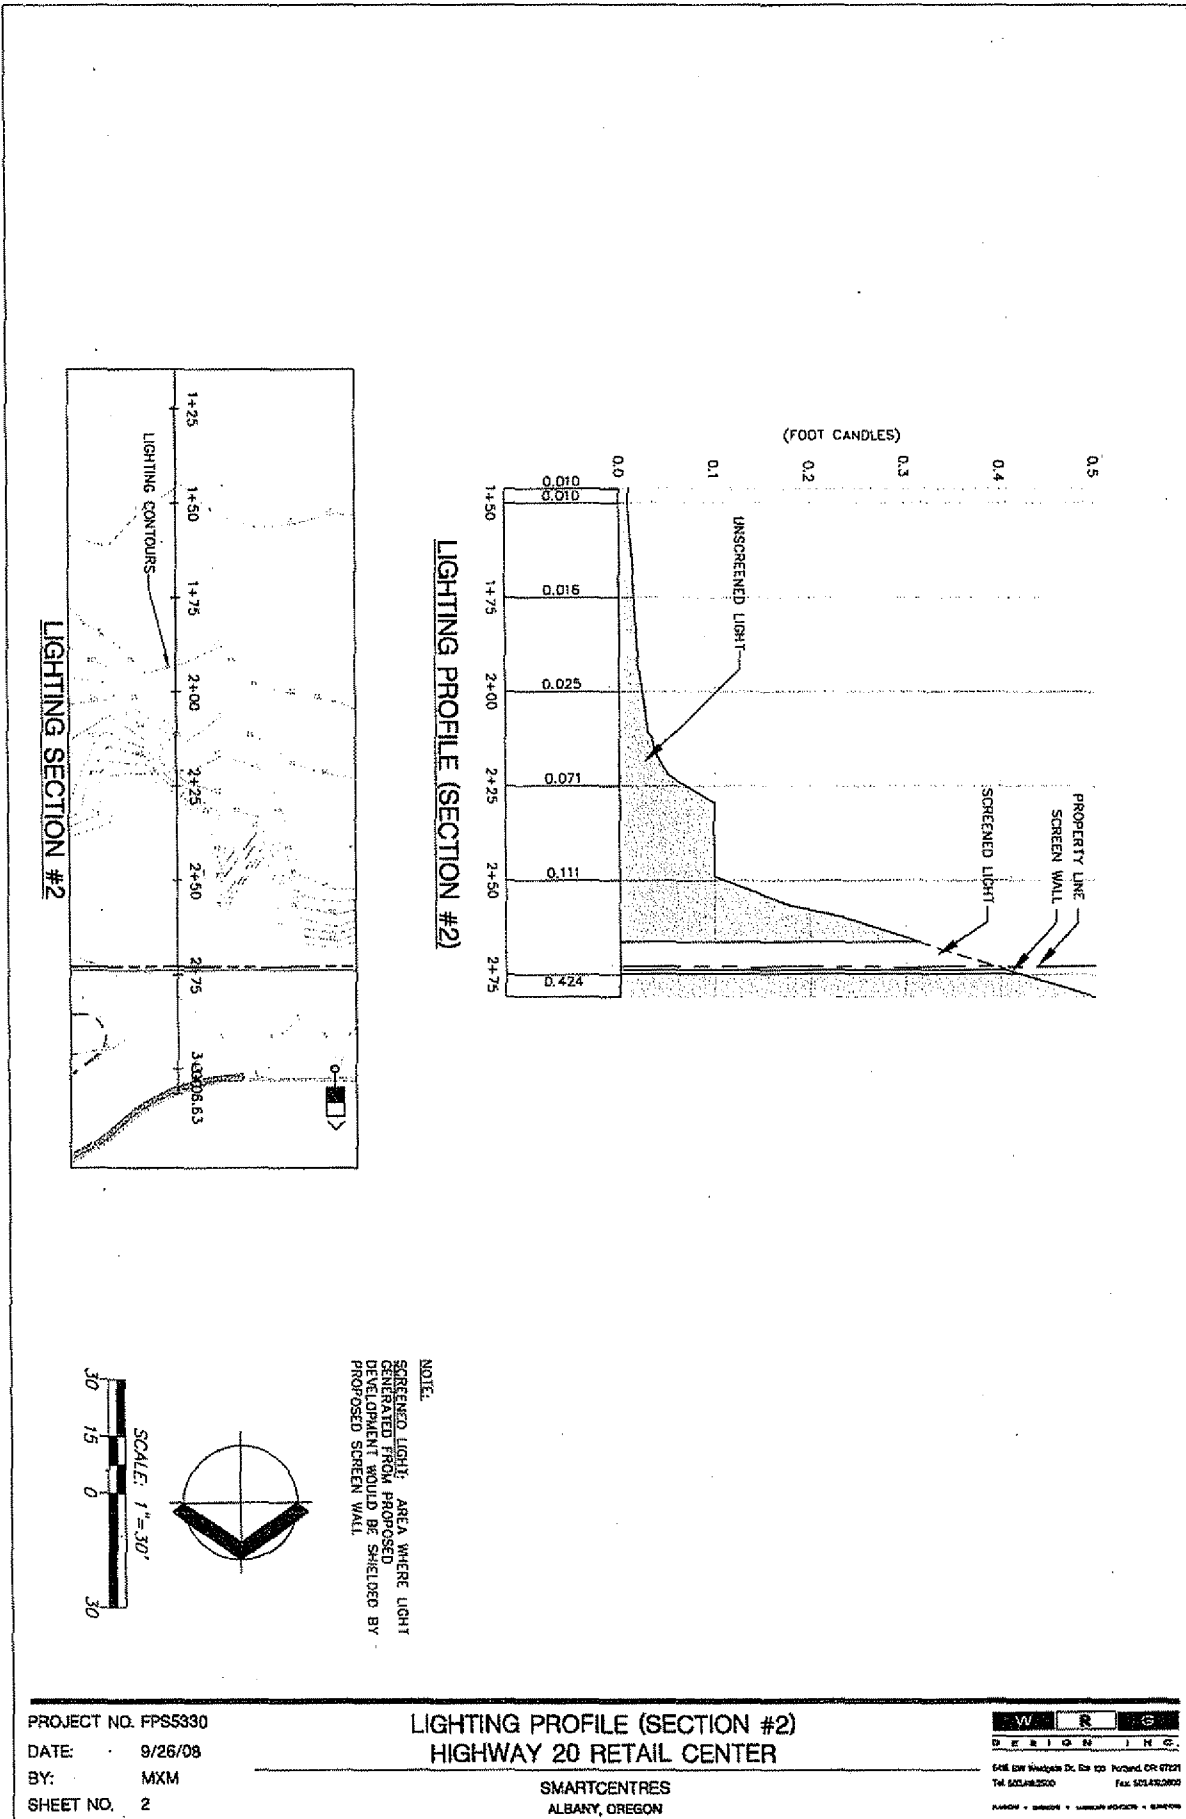 (FOOT CANDLES)
0.5
0.4
0.3
0.2
0.1
0.0
PROPERTY LINE
SCREEN WALL
SCREENED LIGHT
UNSCREENED LIGHT
0.010
0.010
0.016
0.025
0.071
0.111
0.424
1+50
1+75
2+00
2+25
2+50
2+75
LIGHTING PROFILE (SECTION #2)
1+25
1+50
1+75
2+00
2+25
2+50
2+75
LIGHTING CONTOURS
LIGHTING SECTION #2
NOTE:
SCREENED LIGHT: AREA WHERE LIGHT
GENERATED FROM PROPOSED
DEVELOPMENT WOULD BE SHIELDED BY
PROPOSED SCREEN WALL.
SCALE: 1"=30'
30 15 0 30
PROJECT NO. FPS5330
DATE: 9/26/08
BY: MXM
SHEET NO. 2
LIGHTING PROFILE (SECTION #2)
HIGHWAY 20 RETAIL CENTER
SMARTCENTRES
ALBANY, OREGON
W R G
DESIGN INC.